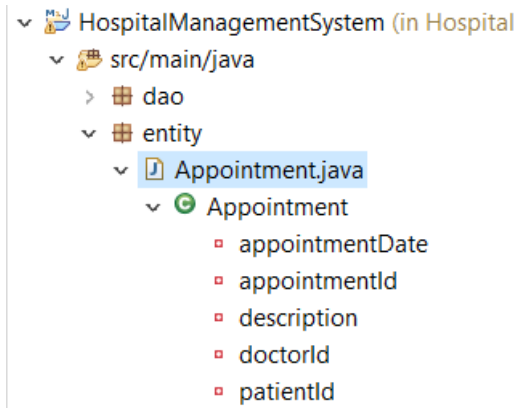 HospitalManagementSystem (in Hospital
src/main/java
dao
entity
Appointment.java
Appointment
appointmentDate
appointmentId
description
doctorId
patientId